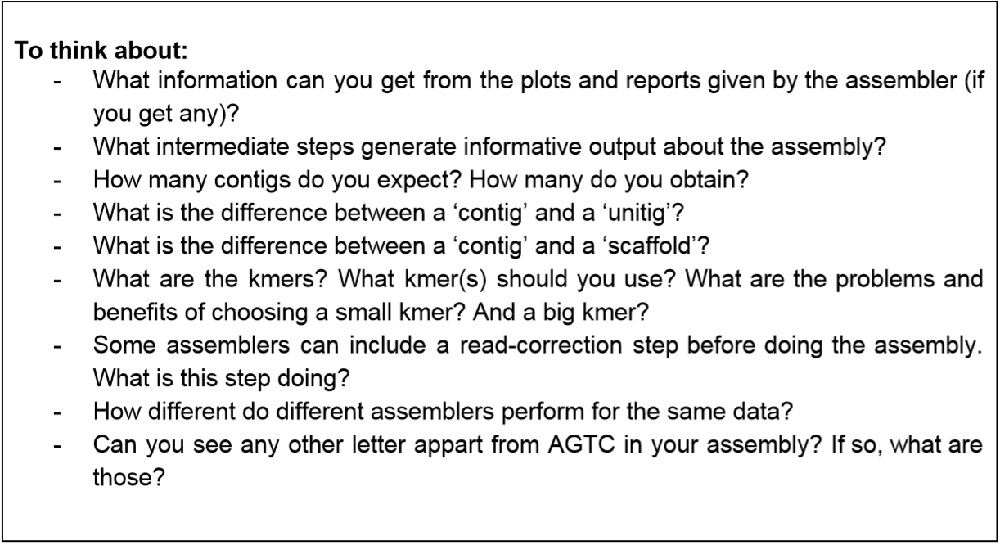 To think about:
- What information can you get from the plots and reports given by the assembler (if
you get any)?
- What intermediate steps generate informative output about the assembly?
- How many contigs do you expect? How many do you obtain?
- What is the difference between a ‘contig’ and a ‘unitig’?
- What is the difference between a ‘contig’ and a ‘scaffold’?
- What are the kmers? What kmer(s) should you use? What are the problems and
benefits of choosing a small kmer? And a big kmer?
- Some assemblers can include a read-correction step before doing the assembly.
What is this step doing?
- How different do different assemblers perform for the same data?
- Can you see any other letter appart from AGTC in your assembly? If so, what are
those?